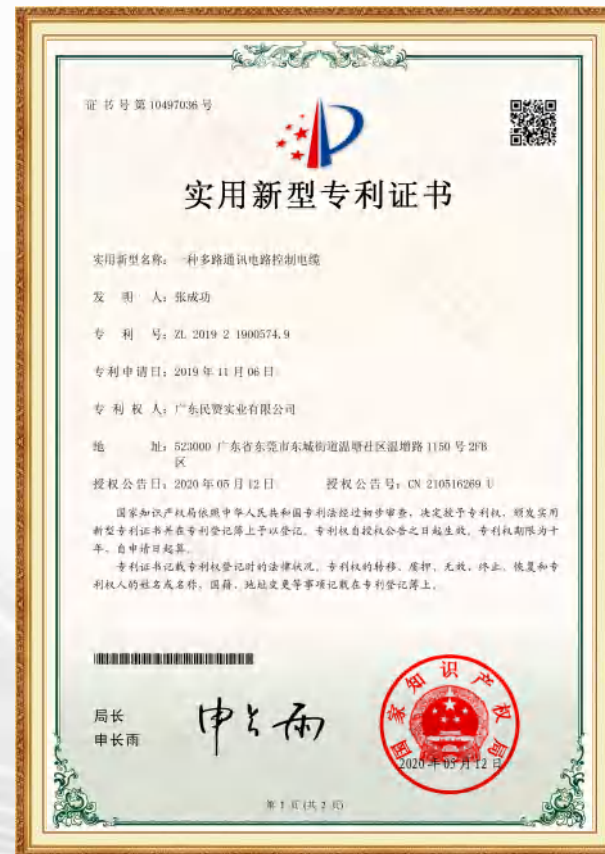 证书号第10497036号
实用新型专利证书
实用新型名称：一种多路通讯电路控制电缆
发 明 人：张成功
专 利 号：ZL 2019 2 1900574.9
专利申请日：2019年11月06日
专 利 权 人：广东民赞实业有限公司
地 址：523000 广东省东莞市东城街道温塘社区温增路1150号2FB
区
授权公告日：2020年05月12日 授权公告号：CN 210516269 U
国家知识产权局依照中华人民共和国专利法经过初步审查，决定授予专利权，颁发实用
新型专利证书并在专利登记簿上予以登记。专利权自授权公告之日起生效。专利权期限为十
年，自申请日起算。
专利证书记载专利权登记时的法律状况。专利权的转移、质押、无效、终止、恢复和专
利权人的姓名或名称、国籍、地址变更等事项记载在专利登记簿上。
局长
申长雨
申长雨
国家知识产权局
2020年05月12日
第1页(共2页)